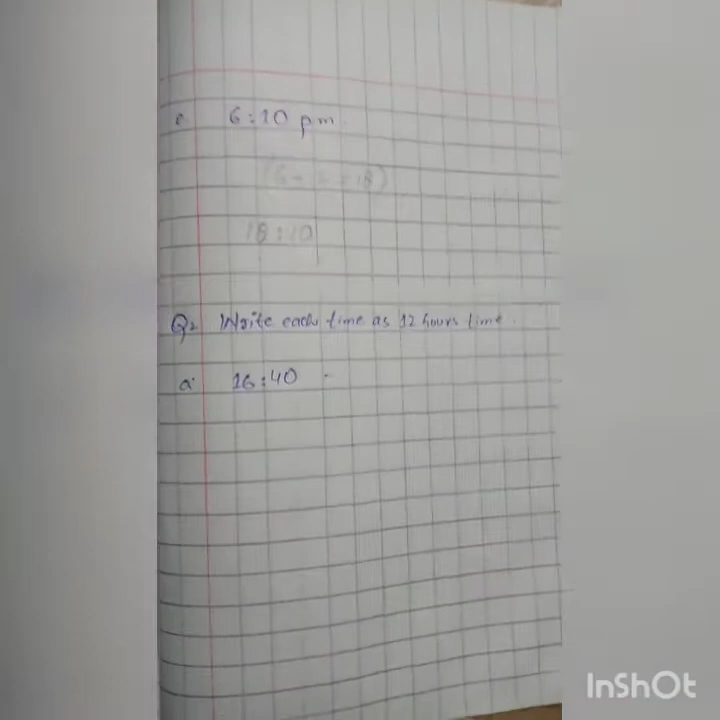 c 6:10 pm.
18:10
Q2 Write each time as 12 hours time.
a. 16:40
InShOt